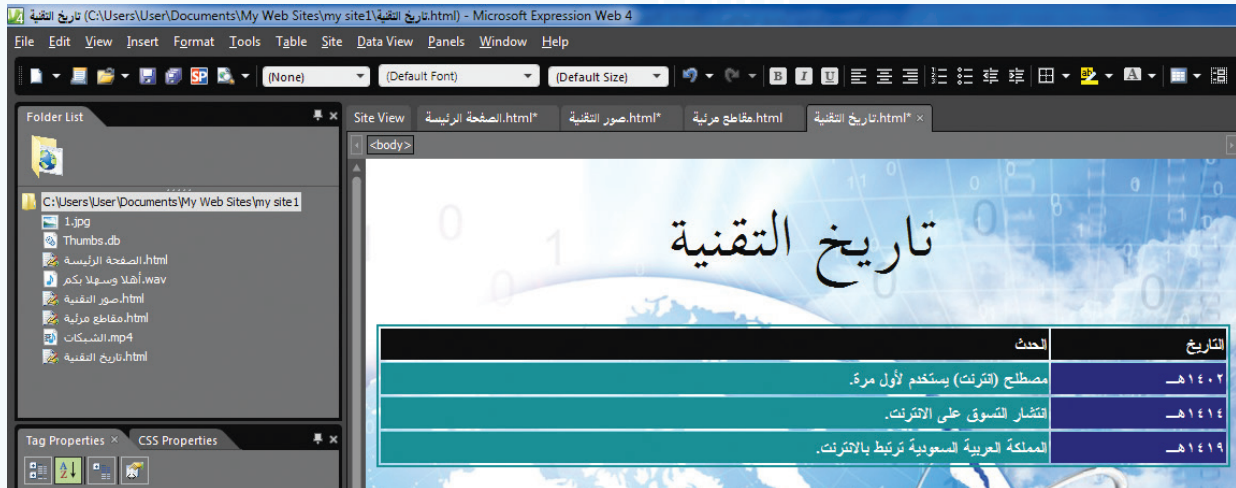 تاريخ التقنية (C:\Users\User\Documents\My Web Sites\my site1\تاريخ التقنية.html) - Microsoft Expression Web 4
File Edit View Insert Format Tools Table Site Data View Panels Window Help
(None) (Default Font) (Default Size) B I U A
Folder List
C:\Users\User\Documents\My Web Sites\my site1
1.jpg
Thumbs.db
الصفحة الرئيسة.html
أهلا وسهلا بكم.wav
صور التقنية.html
مقاطع مرئية.html
الشبكات.mp4
تاريخ التقنية.html
Tag Properties × CSS Properties
Site View الصفحة الرئيسة.html* صور التقنية.html* مقاطع مرئية.html تاريخ التقنية.html* ×
<body>
تاريخ التقنية
التاريخ الحدث
١٤٠٢هـــ مصطلح (انترنت) يستخدم لأول مرة.
١٤١٤هـــ انتشار التسوق على الانترنت.
١٤١٩هـــ المملكة العربية السعودية ترتبط بالانترنت.